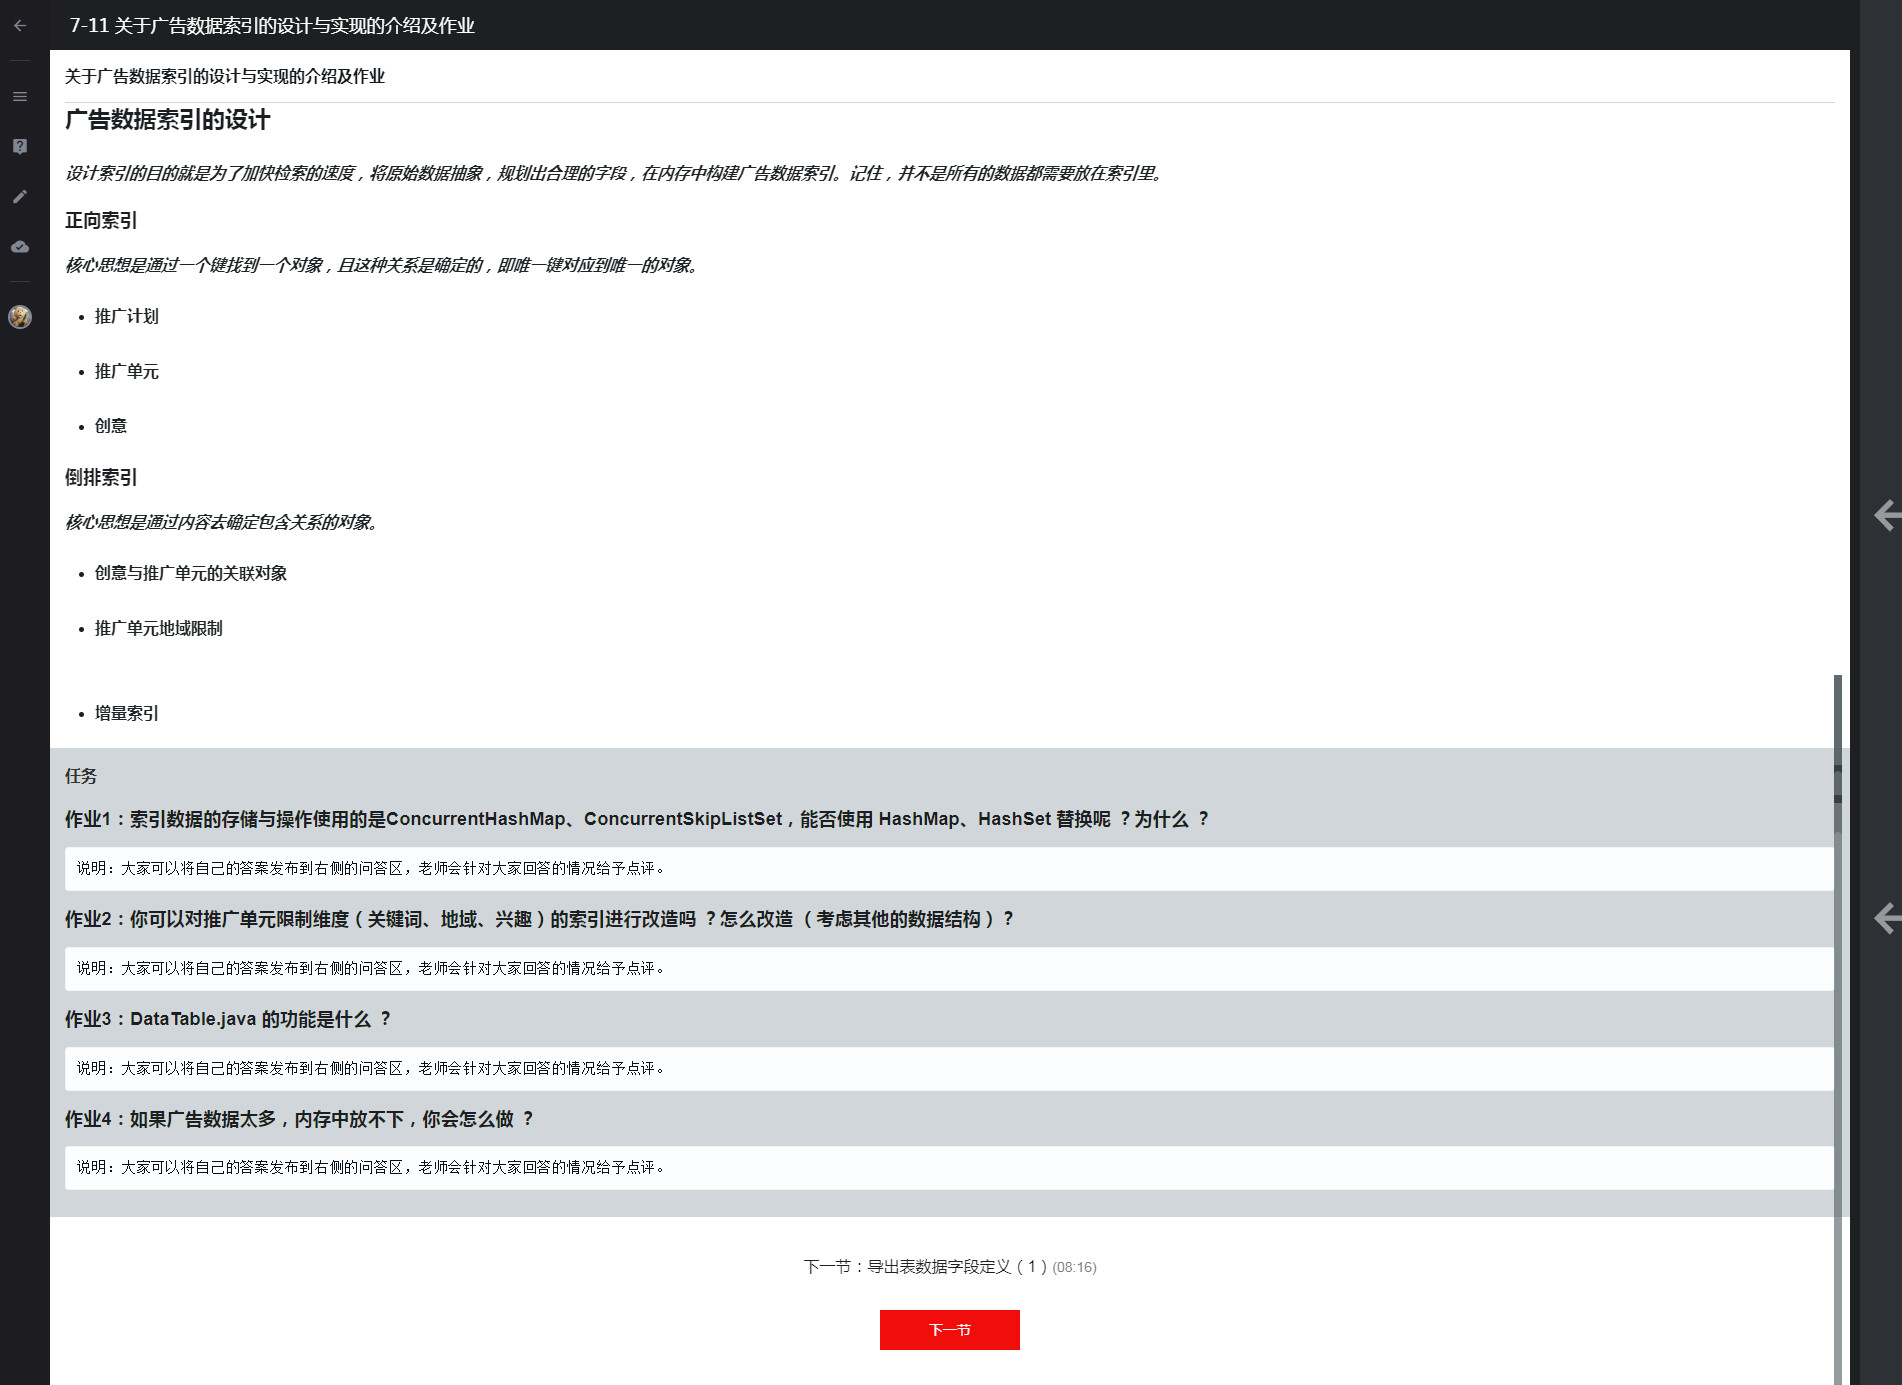 7-11 关于广告数据索引的设计与实现的介绍及作业
关于广告数据索引的设计与实现的介绍及作业
广告数据索引的设计
设计索引的目的就是为了加快检索的速度，将原始数据抽象，规划出合理的字段，在内存中构建广告数据索引。记住，并不是所有的数据都需要放在索引里。
正向索引
核心思想是通过一个键找到一个对象，且这种关系是确定的，即唯一键对应到唯一的对象。
• 推广计划
• 推广单元
• 创意
倒排索引
核心思想是通过内容去确定包含关系的对象。
• 创意与推广单元的关联对象
• 推广单元地域限制
• 增量索引
任务
作业1：索引数据的存储与操作使用的是ConcurrentHashMap、ConcurrentSkipListSet，能否使用 HashMap、HashSet 替换呢 ？为什么 ？
说明：大家可以将自己的答案发布到右侧的问答区，老师会针对大家回答的情况给予点评。
作业2：你可以对推广单元限制维度（关键词、地域、兴趣）的索引进行改造吗 ？怎么改造 （考虑其他的数据结构）？
说明：大家可以将自己的答案发布到右侧的问答区，老师会针对大家回答的情况给予点评。
作业3：DataTable.java 的功能是什么 ？
说明：大家可以将自己的答案发布到右侧的问答区，老师会针对大家回答的情况给予点评。
作业4：如果广告数据太多，内存中放不下，你会怎么做 ？
说明：大家可以将自己的答案发布到右侧的问答区，老师会针对大家回答的情况给予点评。
下一节：导出表数据字段定义（1）(08:16)
下一节